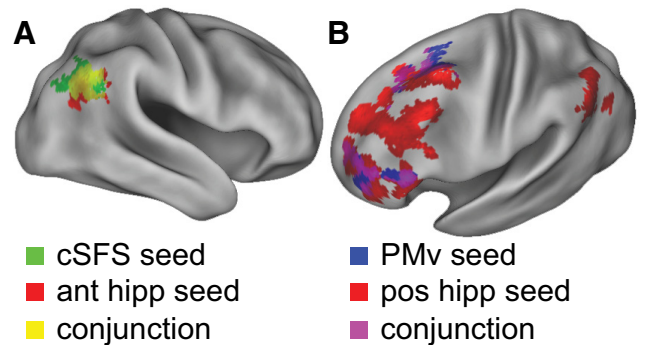 A
B
cSFS seed
ant hipp seed
conjunction
PMv seed
pos hipp seed
conjunction